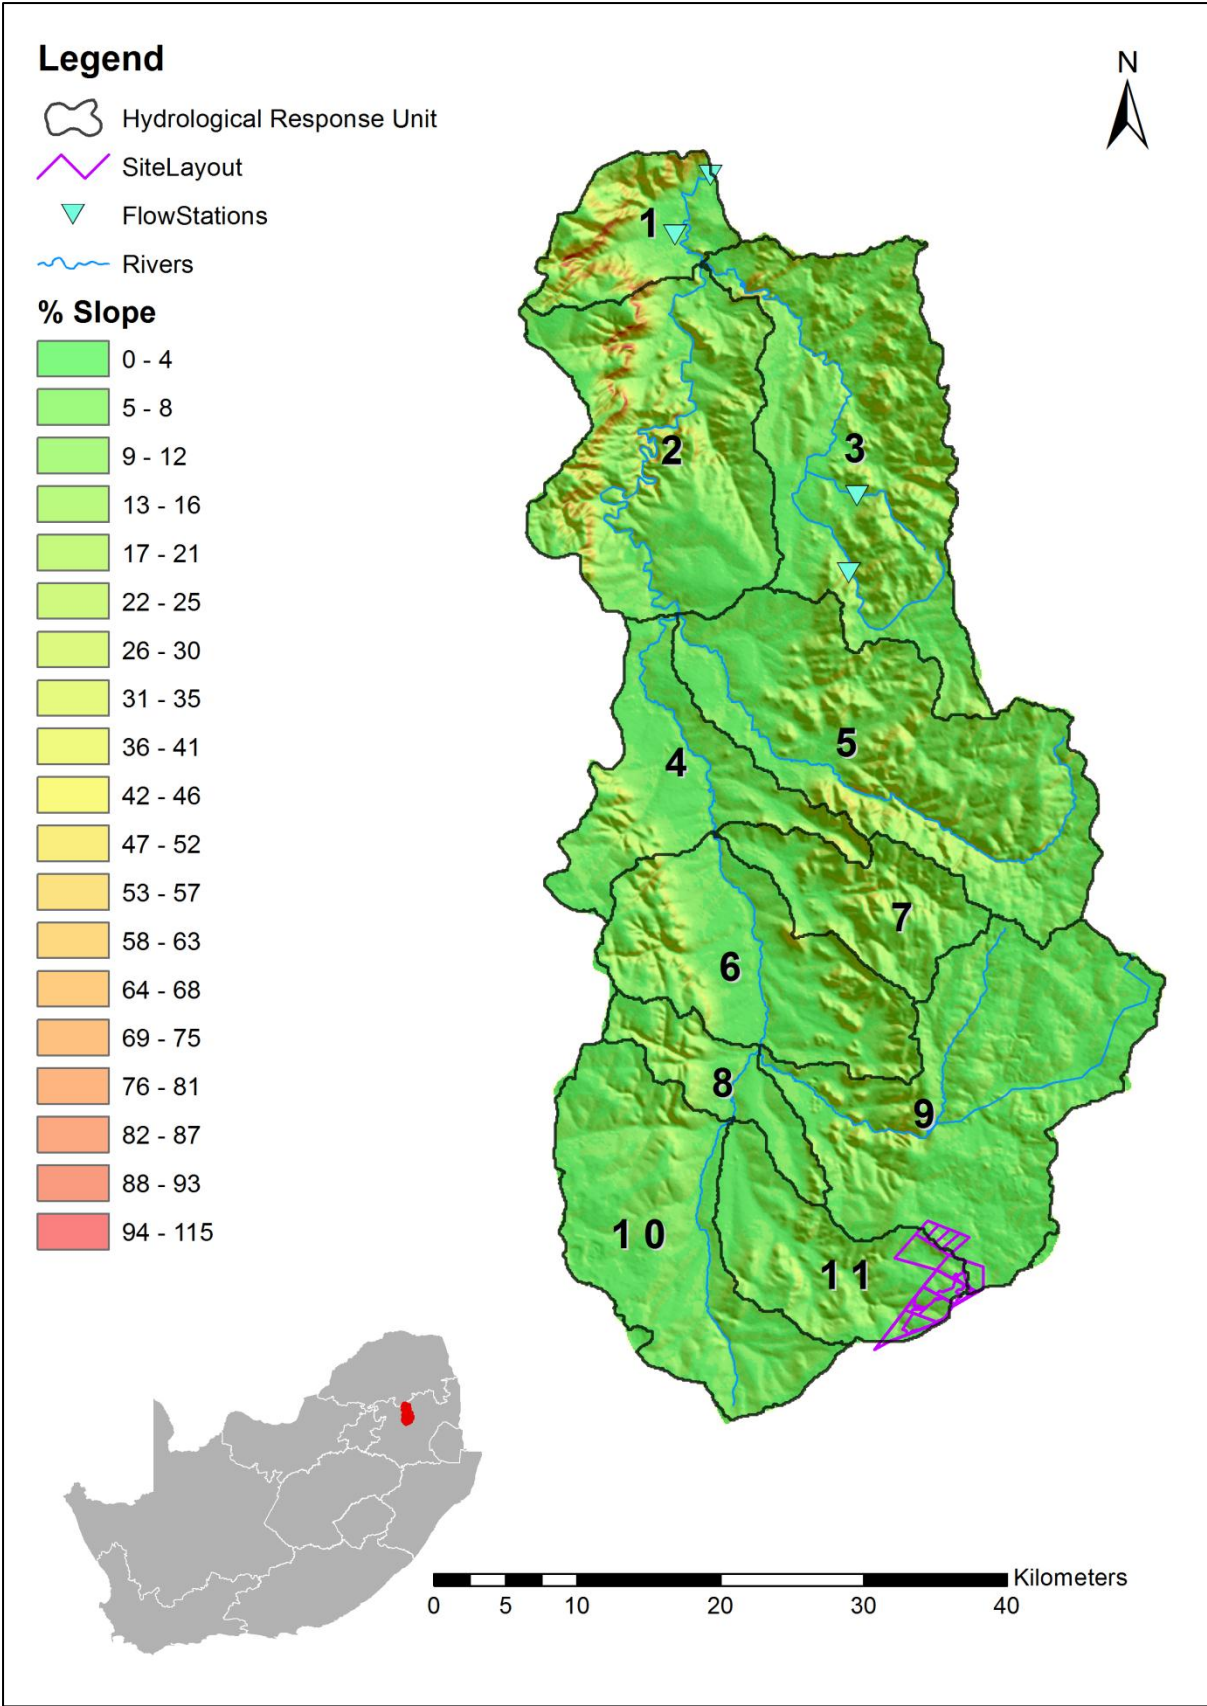 Legend
Hydrological Response Unit
SiteLayout
FlowStations
Rivers
% Slope
0 - 4
5 - 8
9 - 12
13 - 16
17 - 21
22 - 25
26 - 30
31 - 35
36 - 41
42 - 46
47 - 52
53 - 57
58 - 63
64 - 68
69 - 75
76 - 81
82 - 87
88 - 93
94 - 115
N
1
2
3
4
5
6
7
8
9
10
11
Kilometers
0 5 10 20 30 40